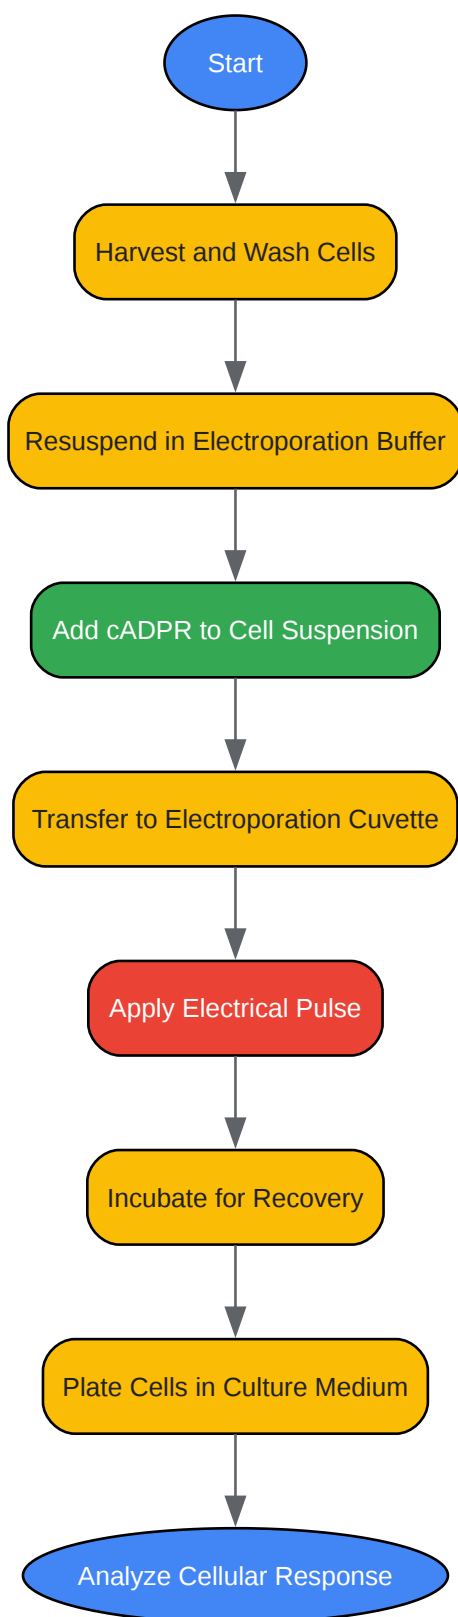 Start
Harvest and Wash Cells
Resuspend in Electroporation Buffer
Add cADPR to Cell Suspension
Transfer to Electroporation Cuvette
Apply Electrical Pulse
Incubate for Recovery
Plate Cells in Culture Medium
Analyze Cellular Response